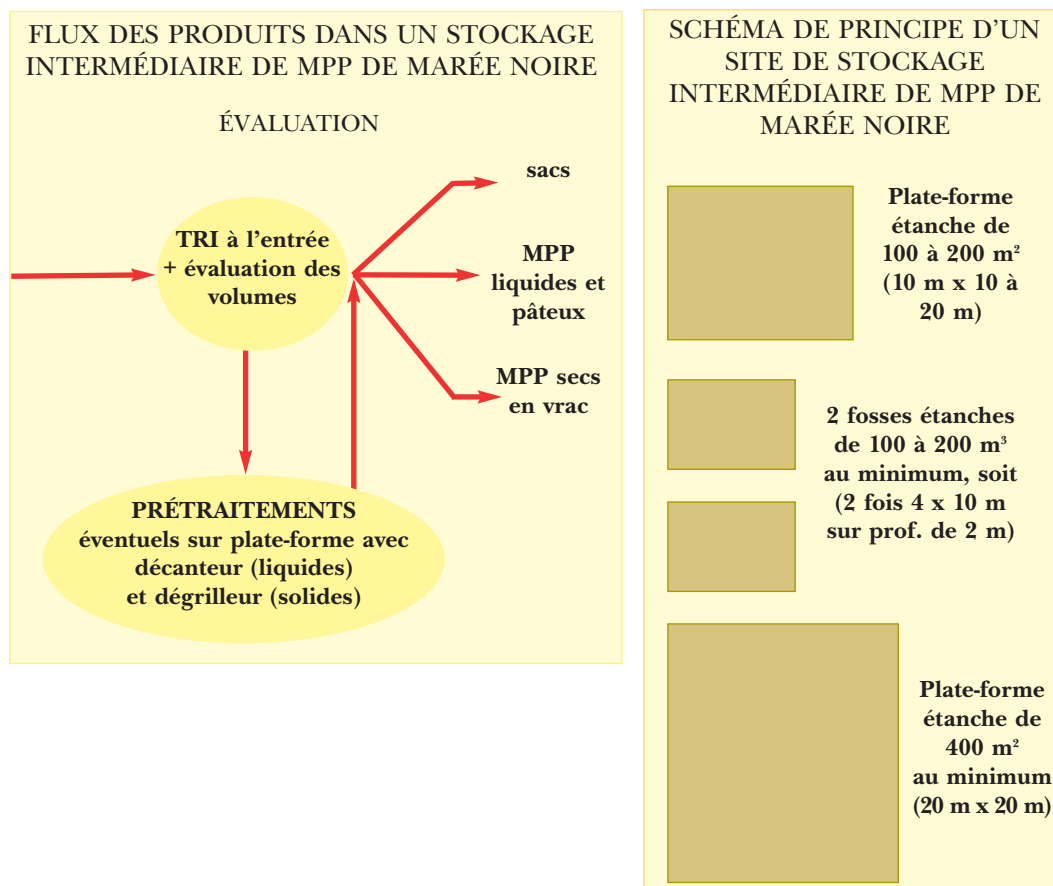 FLUX DES PRODUITS DANS UN STOCKAGE
INTERMÉDIAIRE DE MPP DE MARÉE NOIRE
ÉVALUATION
TRI à l’entrée
+ évaluation des
volumes
sacs
MPP
liquides et
pâteux
MPP secs
en vrac
PRÉTRAITEMENTS
éventuels sur plate-forme avec
décanteur (liquides)
et dégrilleur (solides)
SCHÉMA DE PRINCIPE D’UN
SITE DE STOCKAGE
INTERMÉDIAIRE DE MPP DE
MARÉE NOIRE
Plate-forme
étanche de
100 à 200 m²
(10 m x 10 à
20 m)
2 fosses étanches
de 100 à 200 m³
au minimum, soit
(2 fois 4 x 10 m
sur prof. de 2 m)
Plate-forme
étanche de
400 m²
au minimum
(20 m x 20 m)